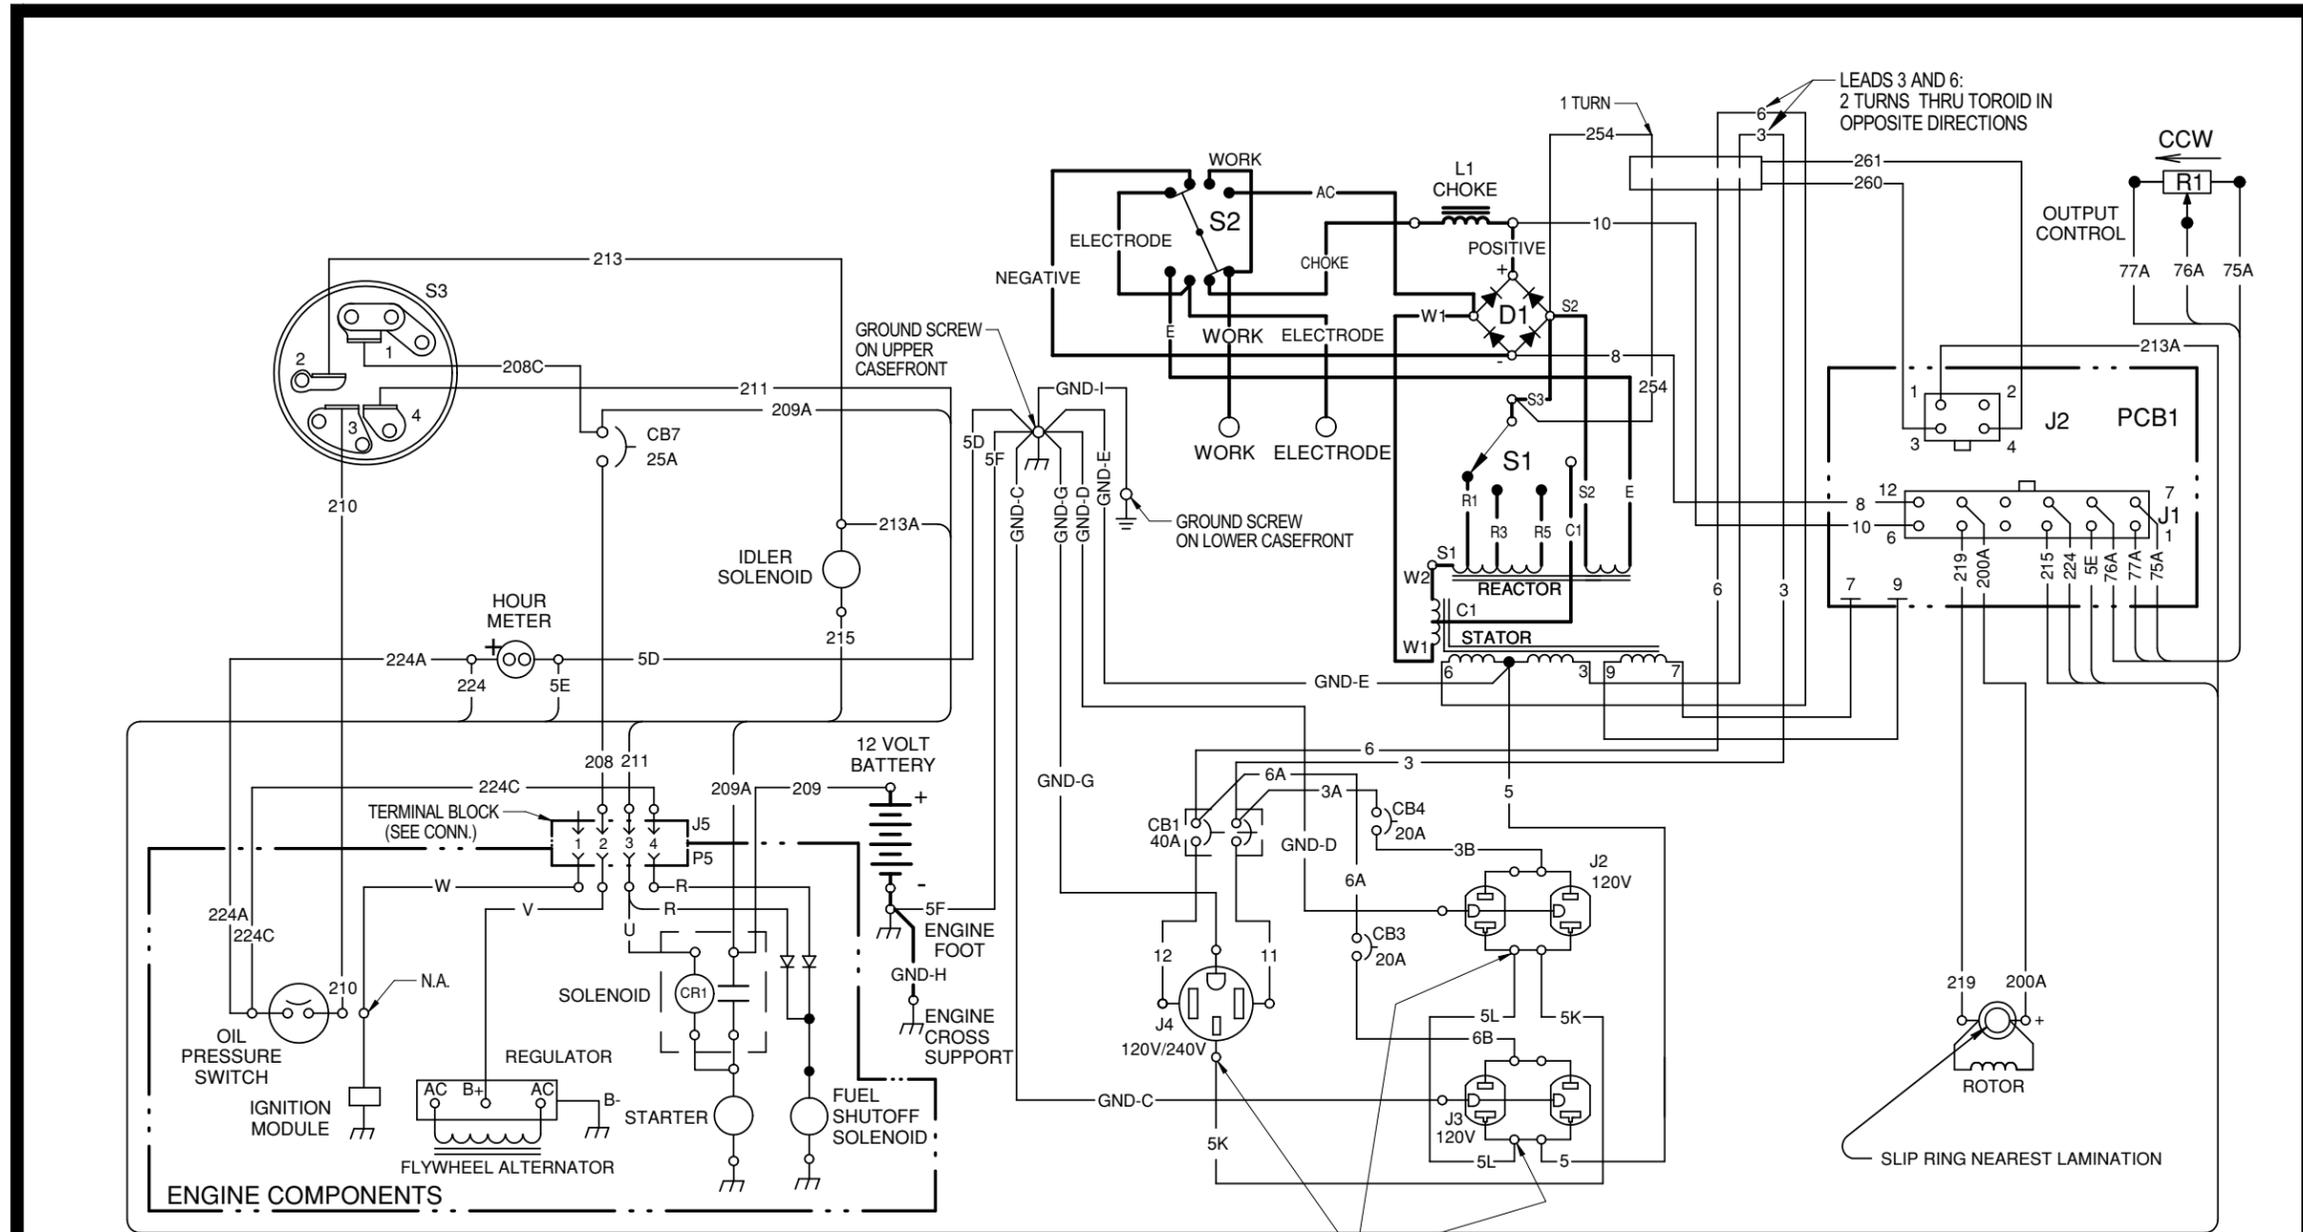 LEADS 3 AND 6:
2 TURNS THRU TOROID IN
OPPOSITE DIRECTIONS
1 TURN
6
254
3
CCW
WORK
L1
CHOKE
261
260
R1
AC
S2
10
OUTPUT
CONTROL
ELECTRODE
POSITIVE
213
CHOKE
77A
76A
75A
NEGATIVE
+
S3
D1
S2
W1
GROUND SCREW
ON UPPER
CASEFRONT
E
WORK
ELECTRODE
213A
1
2
208C
-
8
211
GND-I
254
1
2
209A
S3
4
3
J2
PCB1
CB7
25A
5D
5F
3
4
WORK
ELECTRODE
S1
GND-E
210
GND-C
GND-G
GND-D
R1
R3
R5
C1
S2
E
12
7
8
10
6
J1
1
213A
GROUND SCREW
ON LOWER CASEFRONT
IDLER
SOLENOID
S1
W2
REACTOR
219
200A
215
224
5E
76A
77A
75A
7
9
6
3
HOUR
METER
C1
215
STATOR
W1
+
224A
5D
224
5E
GND-E
6
3
9
7
12 VOLT
BATTERY
6
208
211
3
GND-G
6A
224C
209A
209
5
3A
+
TERMINAL BLOCK
(SEE CONN.)
J5
CB1
40A
CB4
20A
1
2
3
4
P5
GND-D
3B
J2
120V
W
R
-
6A
V
R
5F
224A
224C
U
ENGINE
FOOT
CB3
20A
12
11
GND-H
N.A.
210
SOLENOID
CR1
219
200A
ENGINE
CROSS
SUPPORT
J4
5L
5K
+
OIL
PRESSURE
SWITCH
120V/240V
6B
REGULATOR
ROTOR
AC
B+
AC
B-
FUEL
SHUTOFF
SOLENOID
IGNITION
MODULE
STARTER
GND-C
J3
120V
5K
FLYWHEEL ALTERNATOR
5L
5
SLIP RING NEAREST LAMINATION
ENGINE COMPONENTS